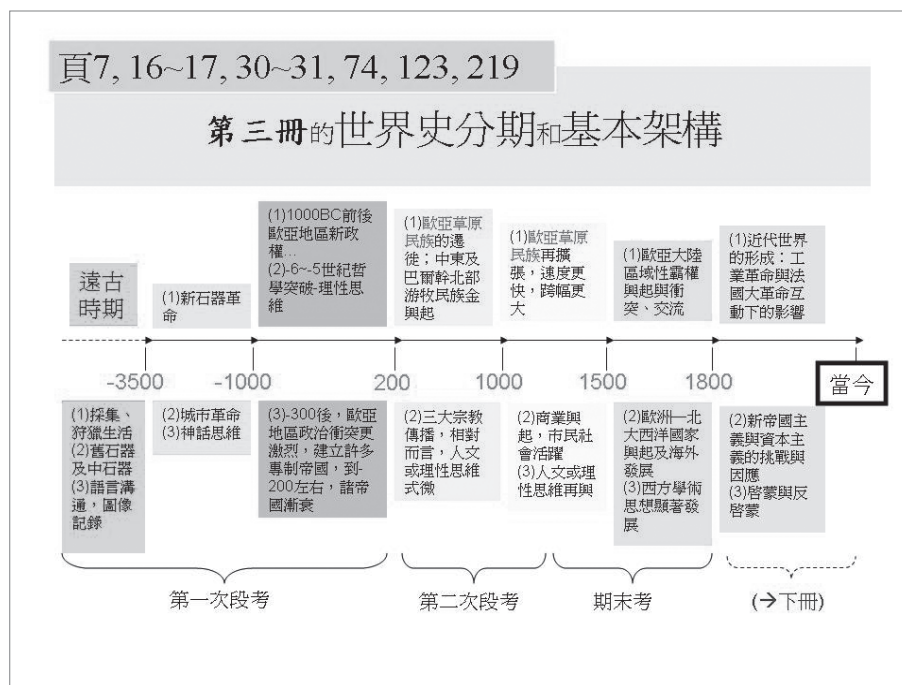 頁7, 16~17, 30~31, 74, 123, 219
第三冊的世界史分期和基本架構
遠古
時期
(1)新石器革
命
(1)1000BC前後
歐亞地區新政
權…
(2)-6~-5世紀哲
學突破-理性思
維
(1)歐亞草原
民族的遷
徙；中東及
巴爾幹北部
游牧民族金
興起
(1)歐亞草原
民族再擴
張，速度更
快，跨幅更
大
(1)歐亞大陸
區域性霸權
興起與衝
突、交流
(1)近代世界
的形成：工
業革命與法
國大革命互
動下的影響
-3500
-1000
200
1000
1500
1800
當今
(1)採集、
狩獵生活
(2)舊石器
及中石器
(3)語言溝
通，圖像
記錄
(2)城市革命
(3)神話思維
(3)-300後，歐亞
地區政治衝突更
激烈，建立許多
專制帝國，到-
200左右，諸帝
國漸衰
(2)三大宗教
傳播，相對
而言，人文
或理性思維
式微
(2)商業興
起，市民社
會活躍
(3)人文或理
性思維再興
(2)歐洲—北
大西洋國家
興起及海外
發展
(3)西方學術
思想顯著發
展
(2)新帝國主
義與資本主
義的挑戰與
因應
(3)啓蒙與反
啓蒙
第一次段考
第二次段考
期末考
(→下冊)